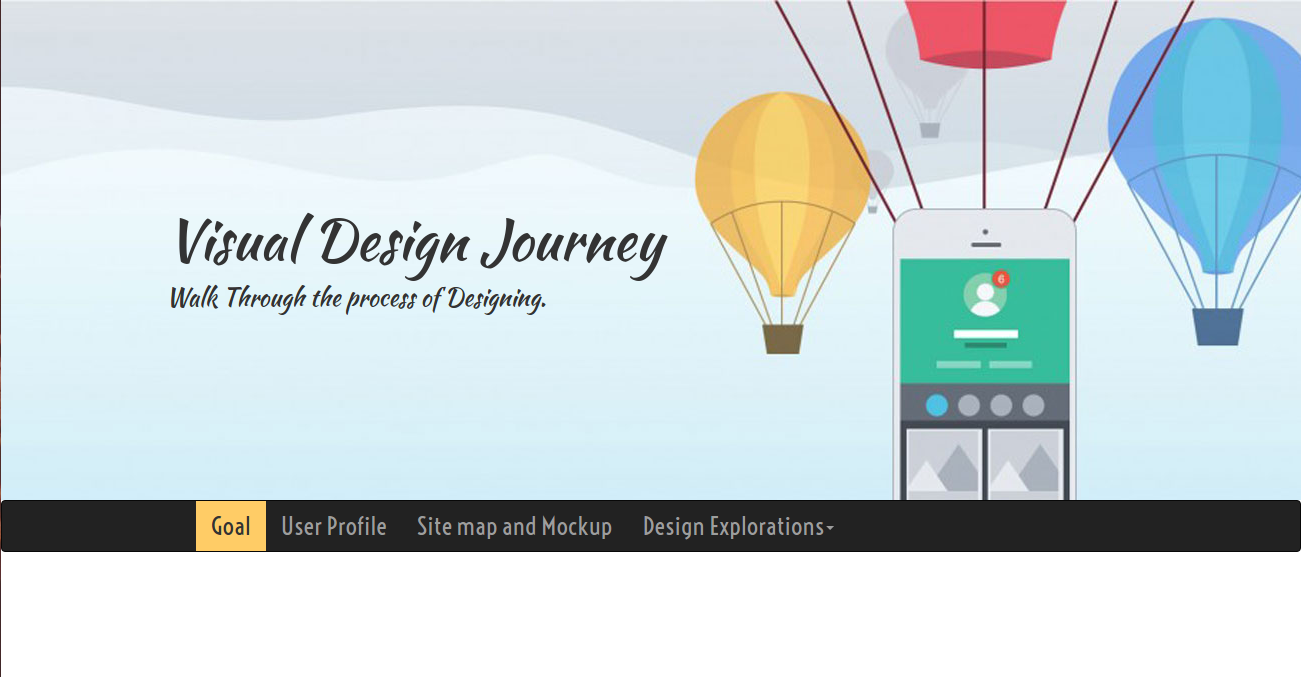 Visual Design Journey
Walk Through the process of Designing.
6
Goal User Profile Site map and Mockup Design Explorations